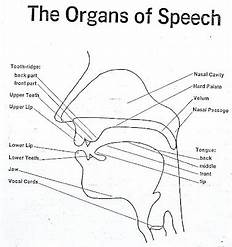 The Organs of Speech
Tooth-ridge:
back part
front part
Upper Teeth
Upper Lip
Lower Lip
Lower Teeth
Jaw
Vocal Cords
Nasal Cavity
Hard Palate
Velum
Nasal Passage
Tongue:
back
middle
front
tip